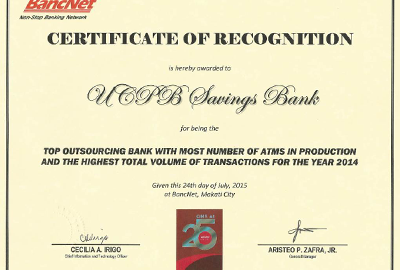 BancNet
Non-Stop Banking Network
CERTIFICATE OF RECOGNITION
is hereby awarded to
UCPB Savings Bank
for being the
TOP OUTSOURCING BANK WITH MOST NUMBER OF ATMS IN PRODUCTION
AND THE HIGHEST TOTAL VOLUME OF TRANSACTIONS FOR THE YEAR 2014
Given this 24th day of July, 2015
at BancNet, Makati City
ONE at
25
CECILIA A. IRIGO
Chief Information and Technology Officer
ARISTEO P. ZAFRA, JR.
General Manager